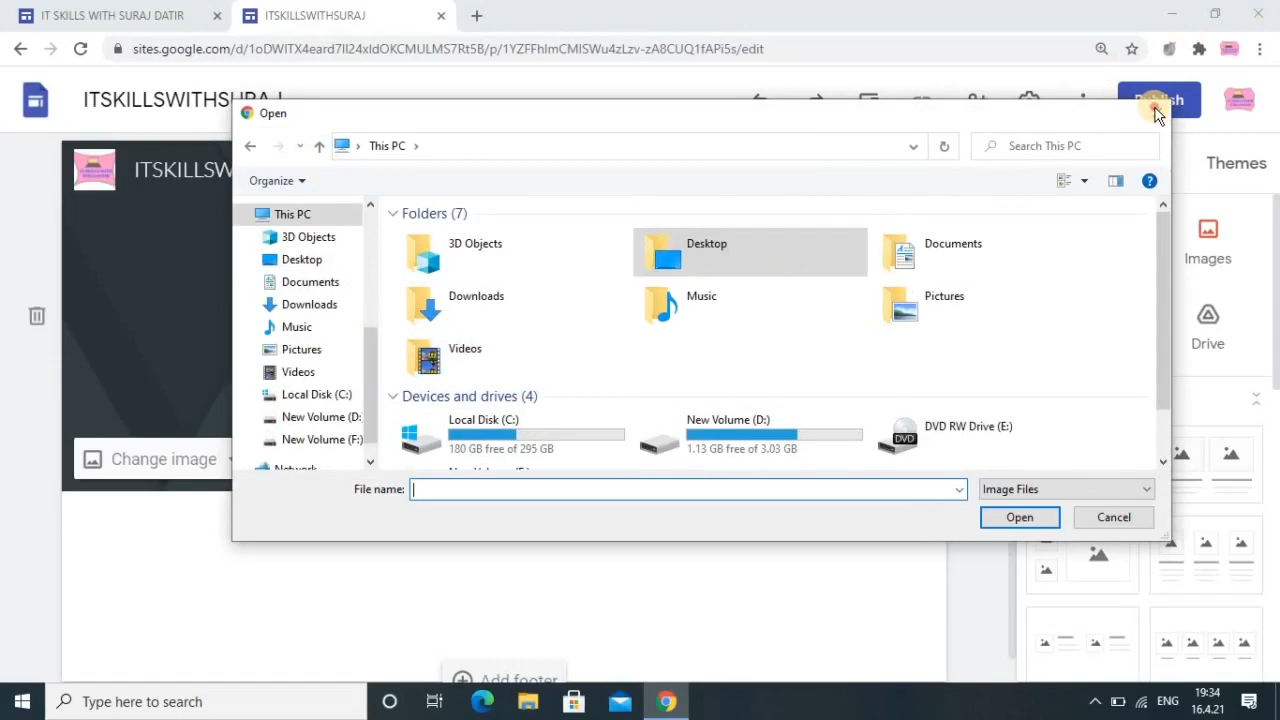 IT SKILLS WITH SURAJ DATIR
ITSKILLSWITHSURAJ
sites.google.com/d/1oDWITX4eard7Il24xIdOKCMULMS7Rt5B/p/1YZFFhlmCMISWu4zLzv-zA8CUQ1fAPi5s/edit
ITSKILLSWITHSURAJ
Open
This PC
Search This PC
Organize
Themes
ITSKILLSW
This PC
3D Objects
Desktop
Documents
Downloads
Music
Pictures
Videos
Local Disk (C:)
New Volume (D:
New Volume (F:)
Network
Folders (7)
3D Objects
Desktop
Documents
Downloads
Music
Pictures
Videos
Devices and drives (4)
Local Disk (C:)
180 GB free of 295 GB
New Volume (D:)
1.13 GB free of 3.03 GB
DVD RW Drive (E:)
DVD
Images
Drive
Change image
File name:
Image Files
Open
Cancel
Add footer
Type here to search
ENG
19:34
16.4.21